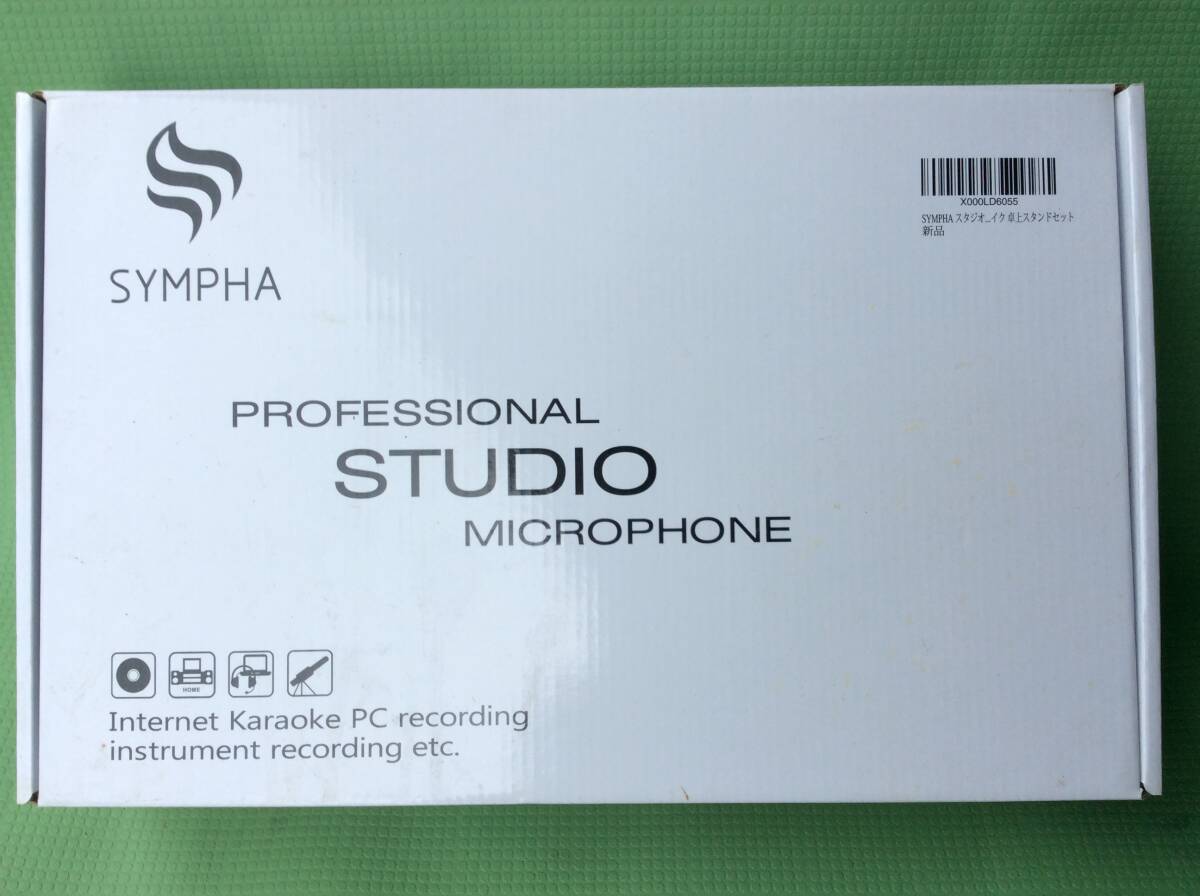 SYMPHA
X000LD6055
SYMPHA スタジオ...イク 卓上スタンドセット
新品
PROFESSIONAL
STUDIO
MICROPHONE
HOME
Internet Karaoke PC recording
instrument recording etc.